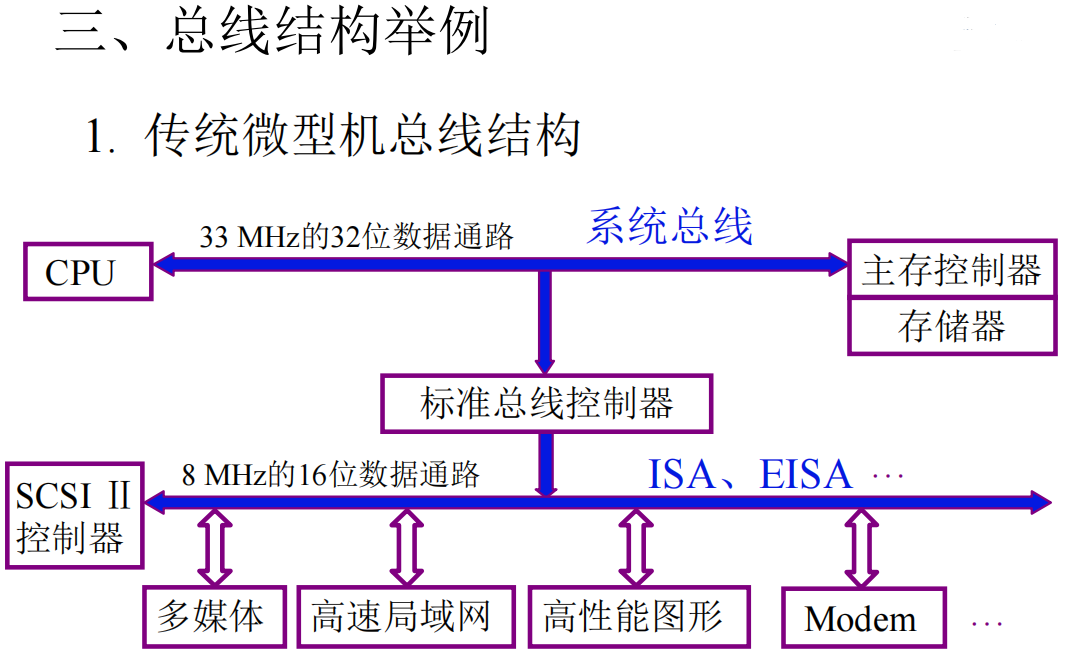 三、总线结构举例
1. 传统微型机总线结构
33 MHz的32位数据通路
系统总线
CPU
主存控制器
存储器
标准总线控制器
8 MHz的16位数据通路
ISA、EISA …
SCSI Ⅱ
控制器
多媒体
高速局域网
高性能图形
Modem
…